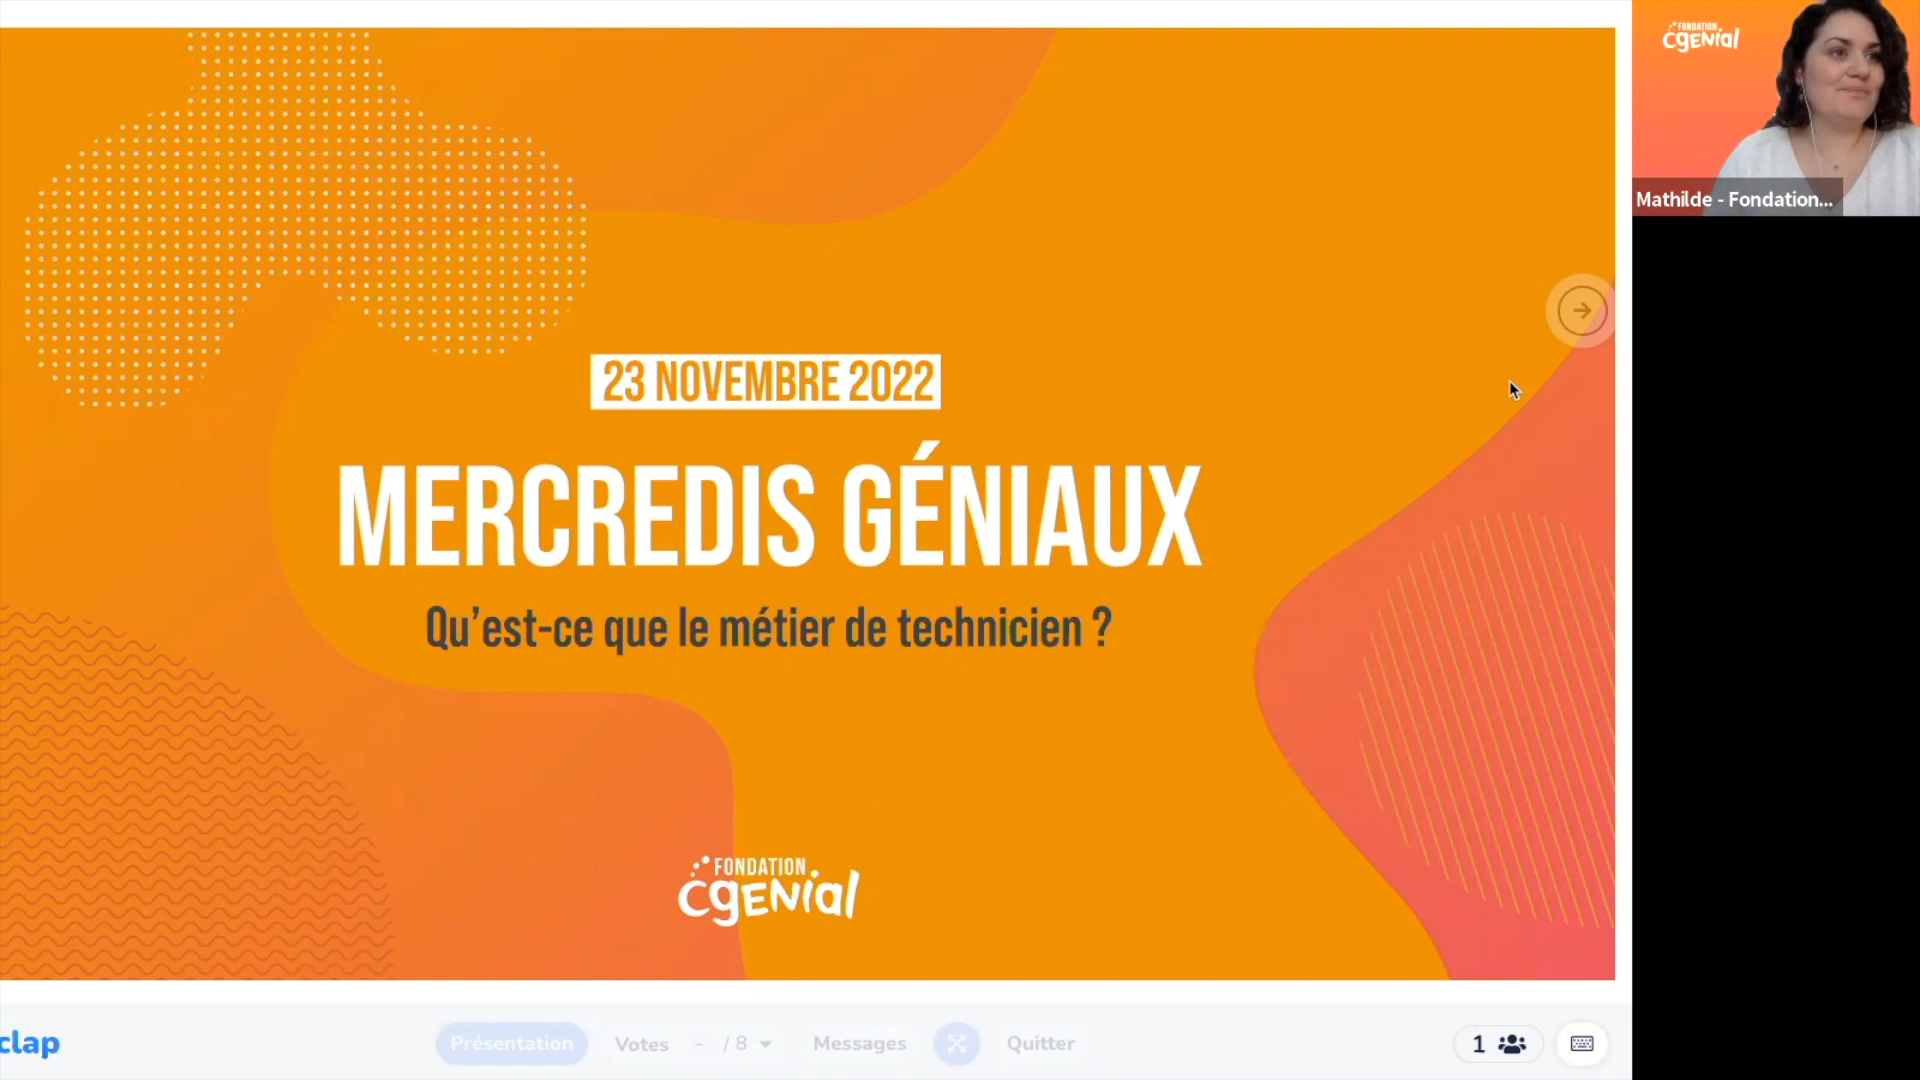 23 NOVEMBRE 2022
MERCREDIS GÉNIAUX
Qu’est-ce que le métier de technicien ?
FONDATION
CGENIAL
FONDATION
CGENIAL
Mathilde - Fondation...
clap
Présentation
Votes - / 8
Messages
Quitter
1